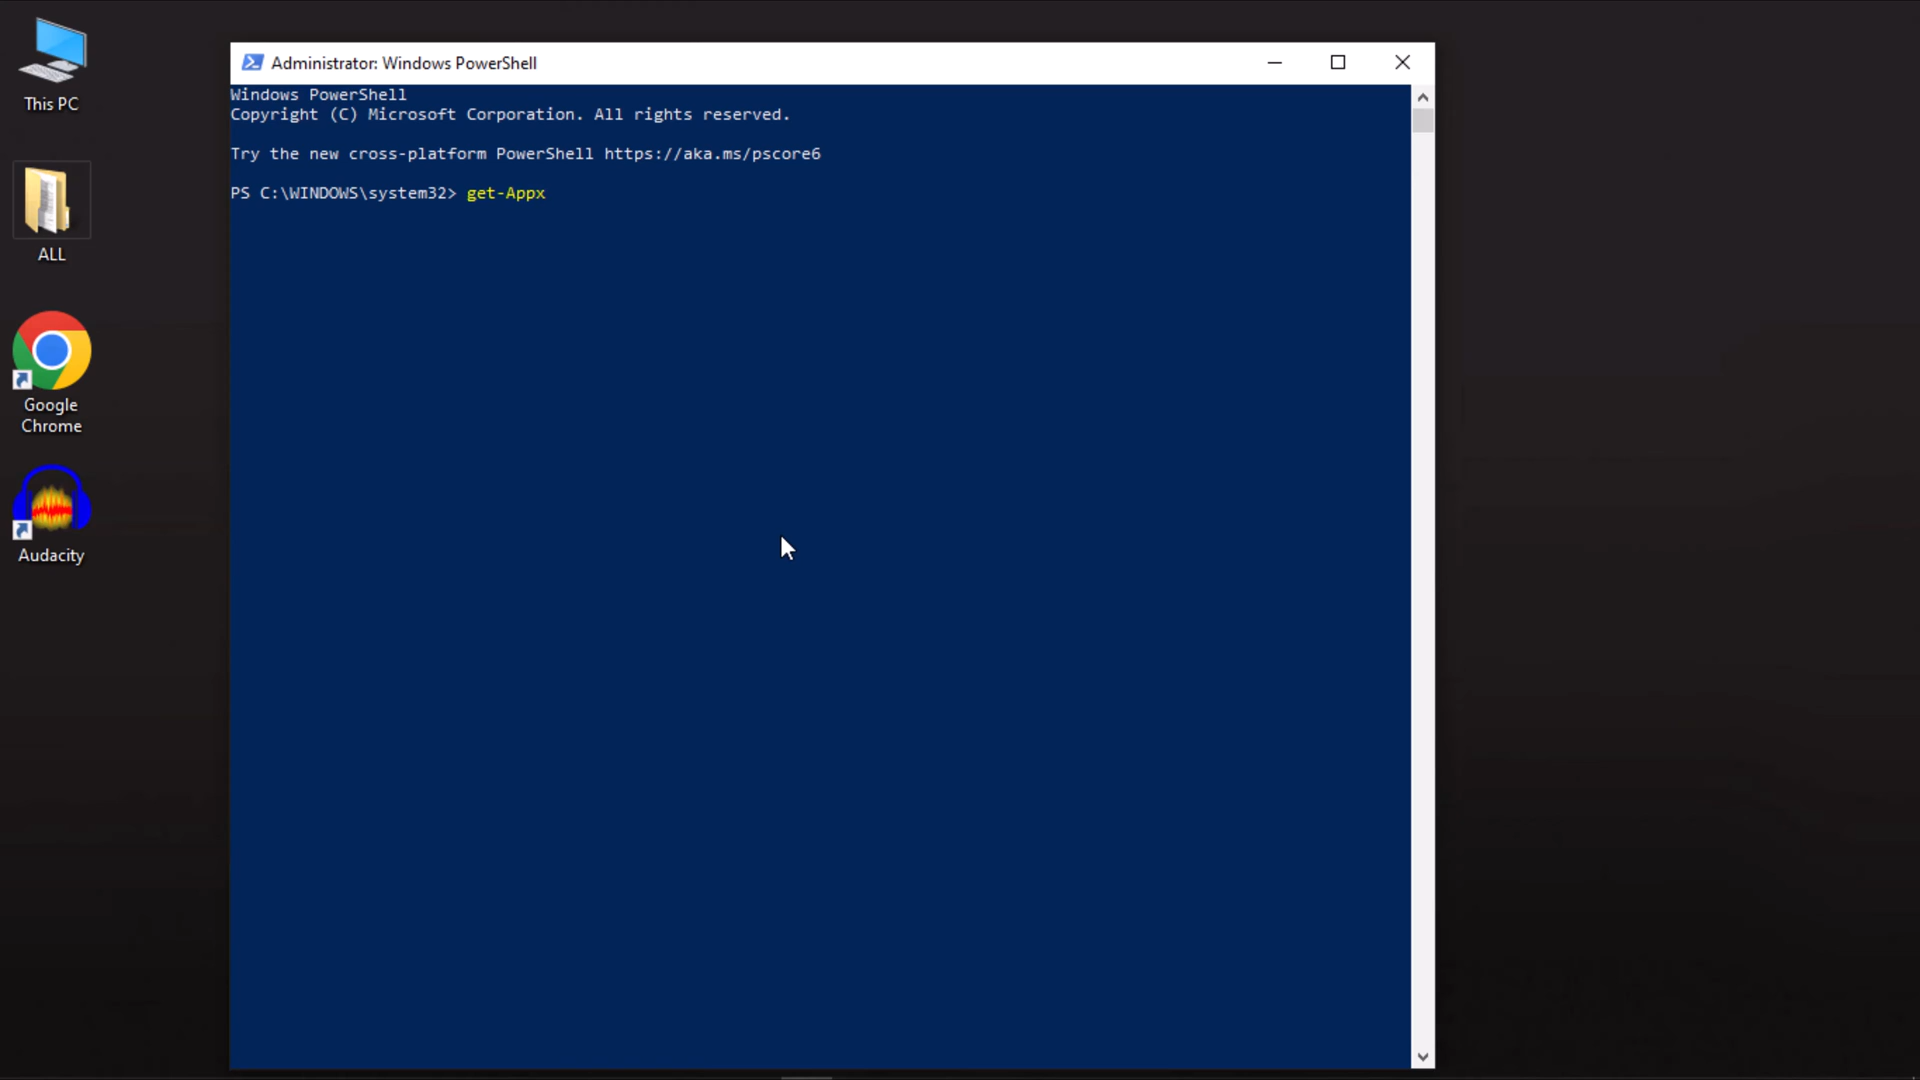 This PC
ALL
Google
Chrome
Audacity
Administrator: Windows PowerShell
Windows PowerShell
Copyright (C) Microsoft Corporation. All rights reserved.
Try the new cross-platform PowerShell https://aka.ms/pscore6
PS C:\WINDOWS\system32> get-Appx